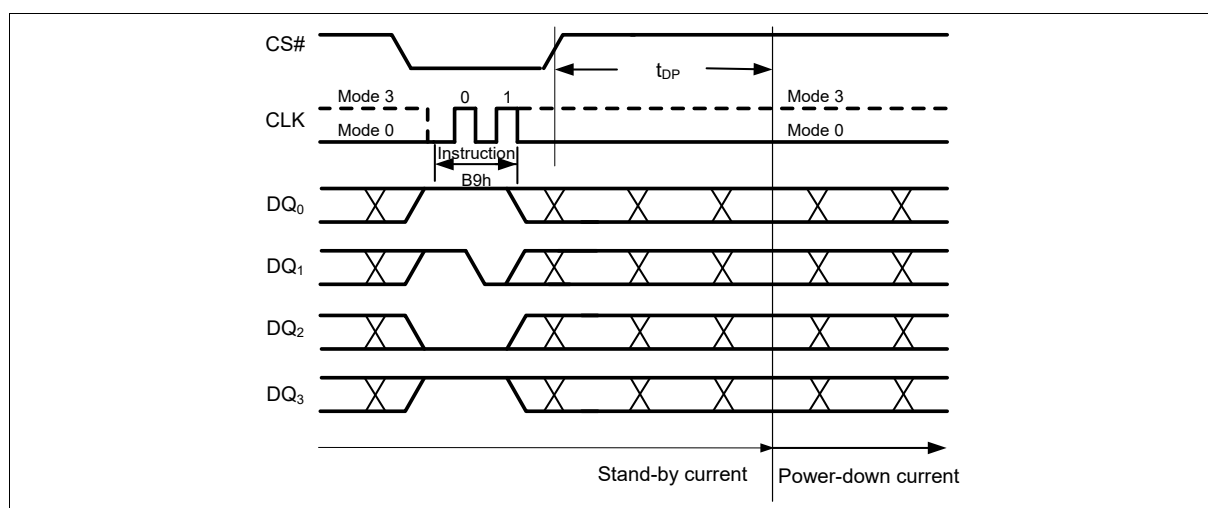 CS#
tDP
Mode 3 0 1 Mode 3
CLK
Mode 0 Mode 0
Instruction
B9h
DQ0
DQ1
DQ2
DQ3
Stand-by current Power-down current